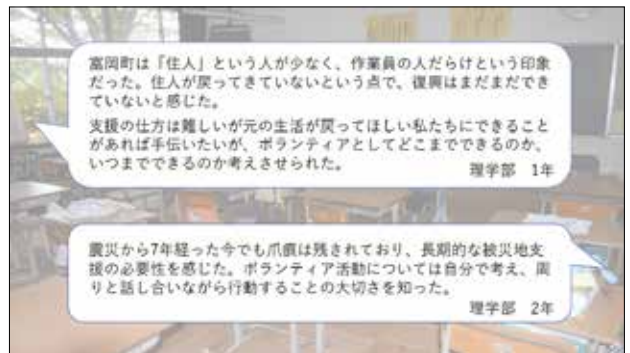 富岡町は「住人」という人が少なく、作業員の人だらけという印象
だった。住人が戻ってきていないという点で、復興はまだまだでき
ていないと感じた。
支援の仕方は難しいが元の生活が戻ってほしい私たちにできること
があれば手伝いたいが、ボランティアとしてどこまでできるのか、
いつまでできるのか考えさせられた。
理学部 1年
震災から7年経った今でも爪痕は残されており、長期的な被災地支
援の必要性を感じた。ボランティア活動については自分で考え、周
りと話し合いながら行動することの大切さを知った。
理学部 2年